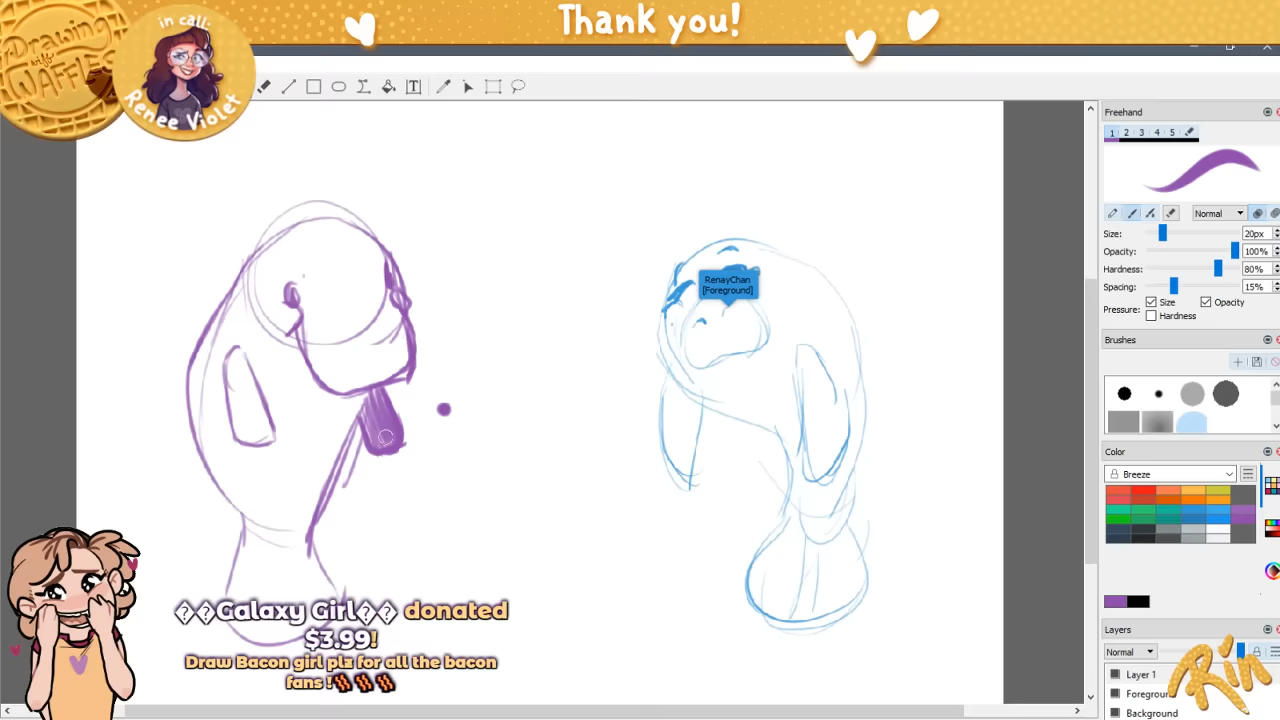 Thank you!
Drawing
with
WAFFLES
in call:
Renee Violet
Freehand
1 2 3 4 5
Normal
Size: 20px
Opacity: 100%
Hardness: 80%
Spacing: 15%
Pressure: Size Opacity
Hardness
RenayChan
[Foreground]
Brushes
Color
Breeze
Layers
Normal
Layer 1
Foregroun
Background
Rin
��Galaxy Girl�� donated
$3.99!
Draw Bacon girl plz for all the bacon
fans !🥓🥓🥓